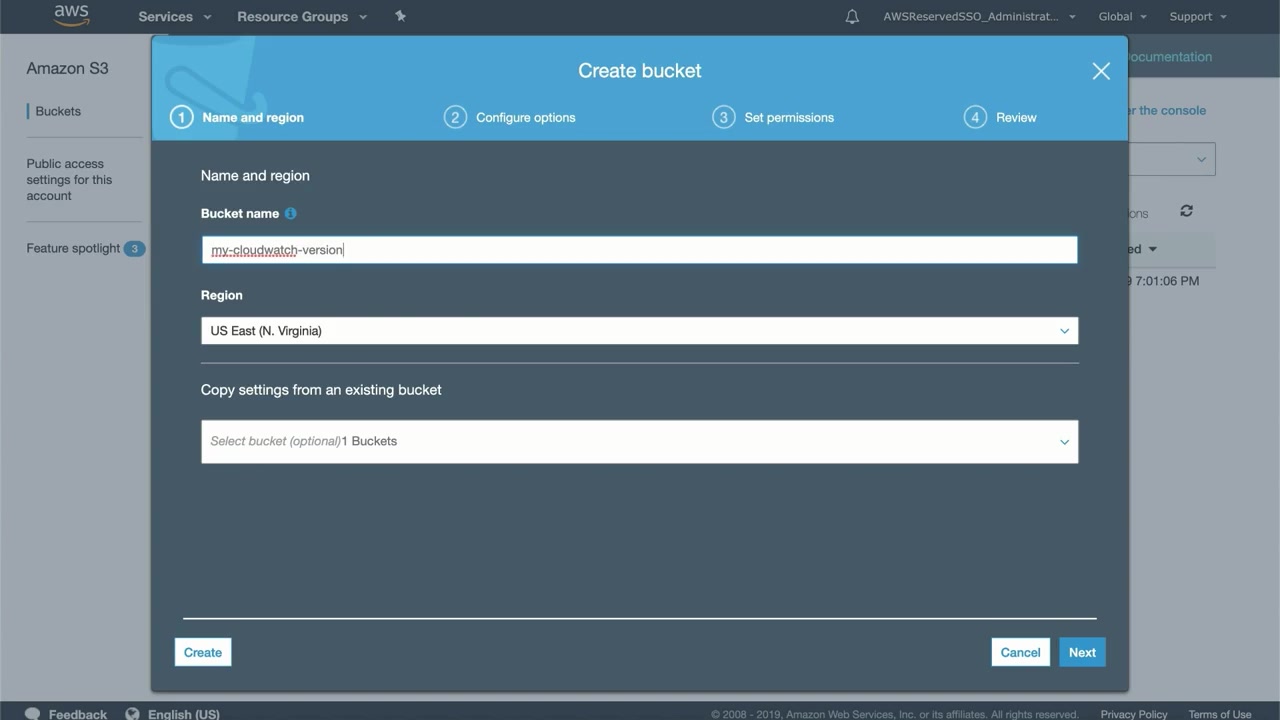 aws Services Resource Groups AWSReservedSSO_Administrat... Global Support
Amazon S3
Buckets
Public access
settings for this
account
Feature spotlight 3
Create bucket
1 Name and region 2 Configure options 3 Set permissions 4 Review
Name and region
Bucket name
my-cloudwatch-version
Region
US East (N. Virginia)
Copy settings from an existing bucket
Select bucket (optional)1 Buckets
Create Cancel Next
ocumentation
er the console
ons
ed
9 7:01:06 PM
Feedback English (US) © 2008 - 2019, Amazon Web Services, Inc. or its affiliates. All rights reserved. Privacy Policy Terms of Use